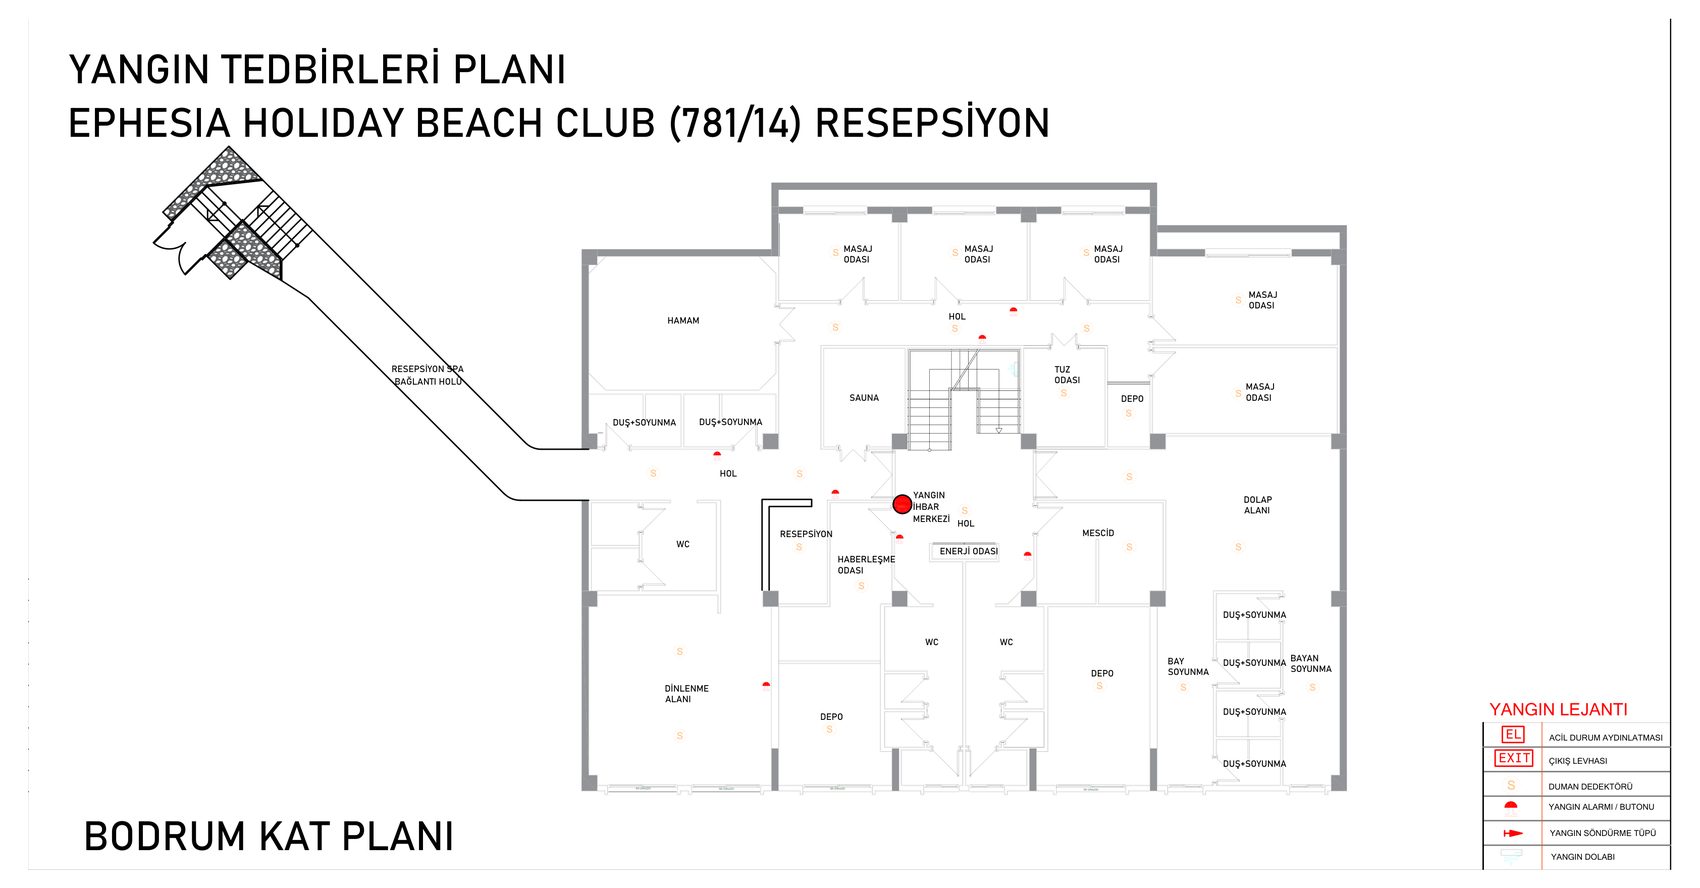 YANGIN TEDBİRLERİ PLANI
EPHESIA HOLIDAY BEACH CLUB (781/14) RESEPSİYON
MASAJ
ODASI
MASAJ
ODASI
MASAJ
ODASI
S
S
S
MASAJ
ODASI
S
HAMAM
HOL
S
S
S
RESEPSİYON SPA
BAĞLANTI HOLÜ
TUZ
ODASI
S
SAUNA
DEPO
S
MASAJ
ODASI
S
DUŞ+SOYUNMA
DUŞ+SOYUNMA
S
HOL
S
S
YANGIN
İHBAR
MERKEZİ
S
HOL
DOLAP
ALANI
S
WC
RESEPSİYON
S
HABERLEŞME
ODASI
S
ENERJİ ODASI
MESCİD
S
WC
WC
DUŞ+SOYUNMA
DUŞ+SOYUNMA
DUŞ+SOYUNMA
DUŞ+SOYUNMA
BAY
SOYUNMA
S
BAYAN
SOYUNMA
S
S
DİNLENME
ALANI
S
DEPO
S
DEPO
S
YANGIN LEJANTI
EL ACİL DURUM AYDINLATMASI
EXIT ÇIKIŞ LEVHASI
S DUMAN DEDEKTÖRÜ
YANGIN ALARMI / BUTONU
YANGIN SÖNDÜRME TÜPÜ
YANGIN DOLABI
BODRUM KAT PLANI